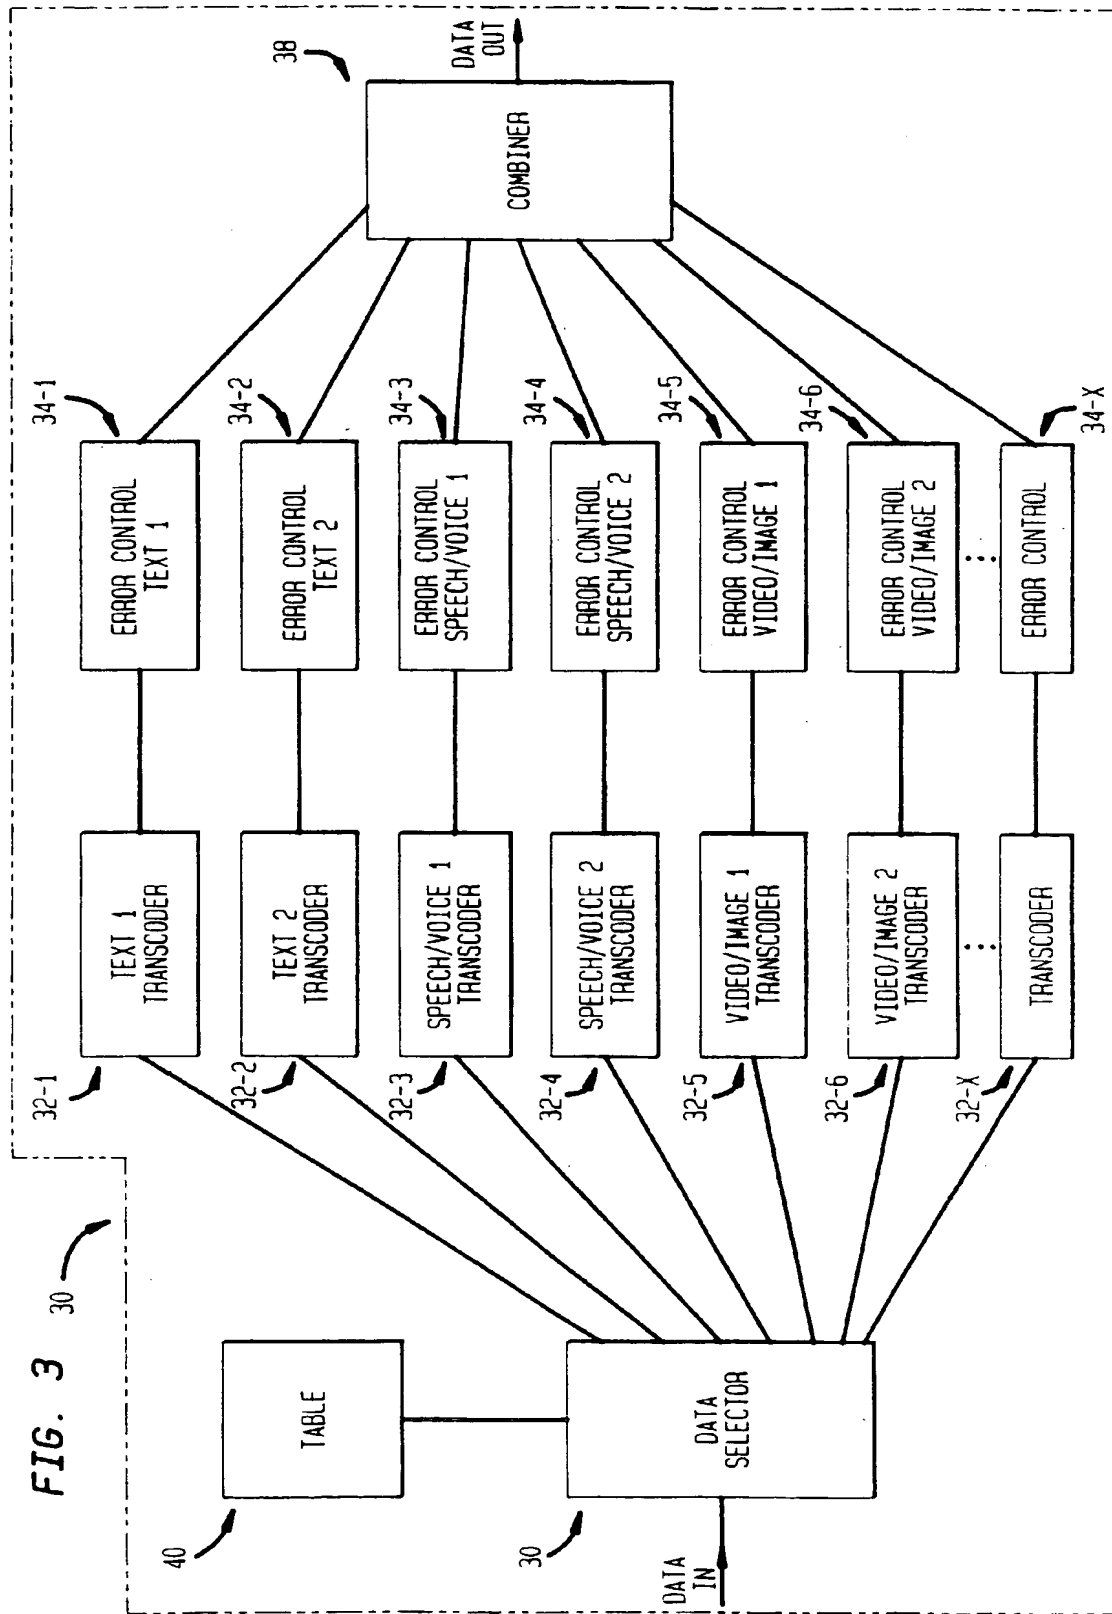 FIG. 3
30
40
TABLE
30
DATA
IN
DATA
SELECTOR
32-1
TEXT 1
TRANSCODER
32-2
TEXT 2
TRANSCODER
32-3
SPEECH/VOICE 1
TRANSCODER
32-4
SPEECH/VOICE 2
TRANSCODER
32-5
VIDEO/IMAGE 1
TRANSCODER
32-6
VIDEO/IMAGE 2
TRANSCODER
32-X
TRANSCODER
34-1
ERROR CONTROL
TEXT 1
34-2
ERROR CONTROL
TEXT 2
34-3
ERROR CONTROL
SPEECH/VOICE 1
34-4
ERROR CONTROL
SPEECH/VOICE 2
34-5
ERROR CONTROL
VIDEO/IMAGE 1
34-6
ERROR CONTROL
VIDEO/IMAGE 2
34-X
ERROR CONTROL
38
COMBINER
DATA
OUT